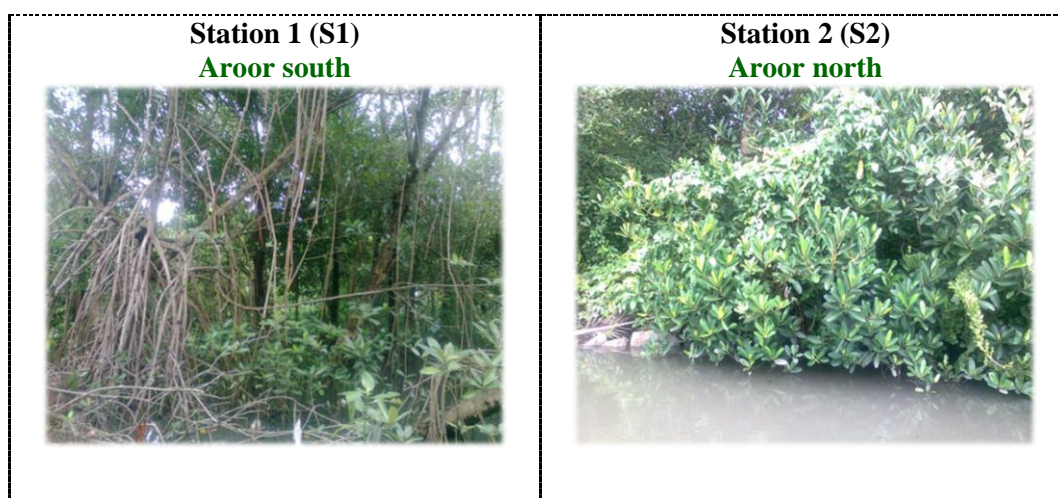 Station 1 (S1)
Aroor south
Station 2 (S2)
Aroor north